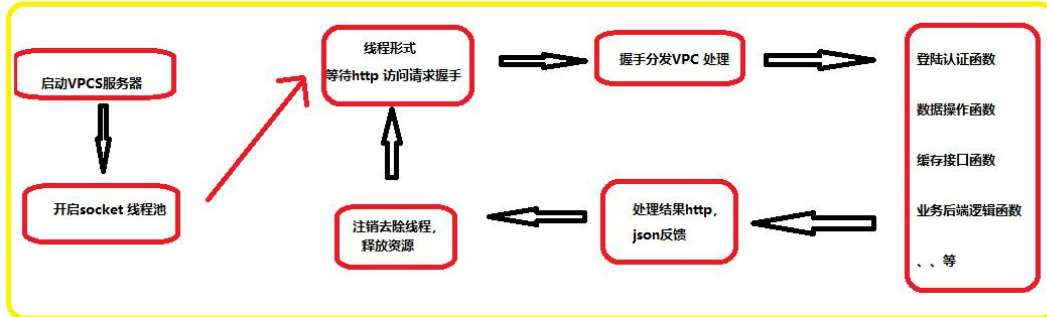 启动VPCS服务器
开启socket 线程池
线程形式
等待http 访问请求握手
握手分发VPC 处理
登陆认证函数
数据操作函数
缓存接口函数
业务后端逻辑函数
、、等
处理结果http,
json反馈
注销去除线程,
释放资源